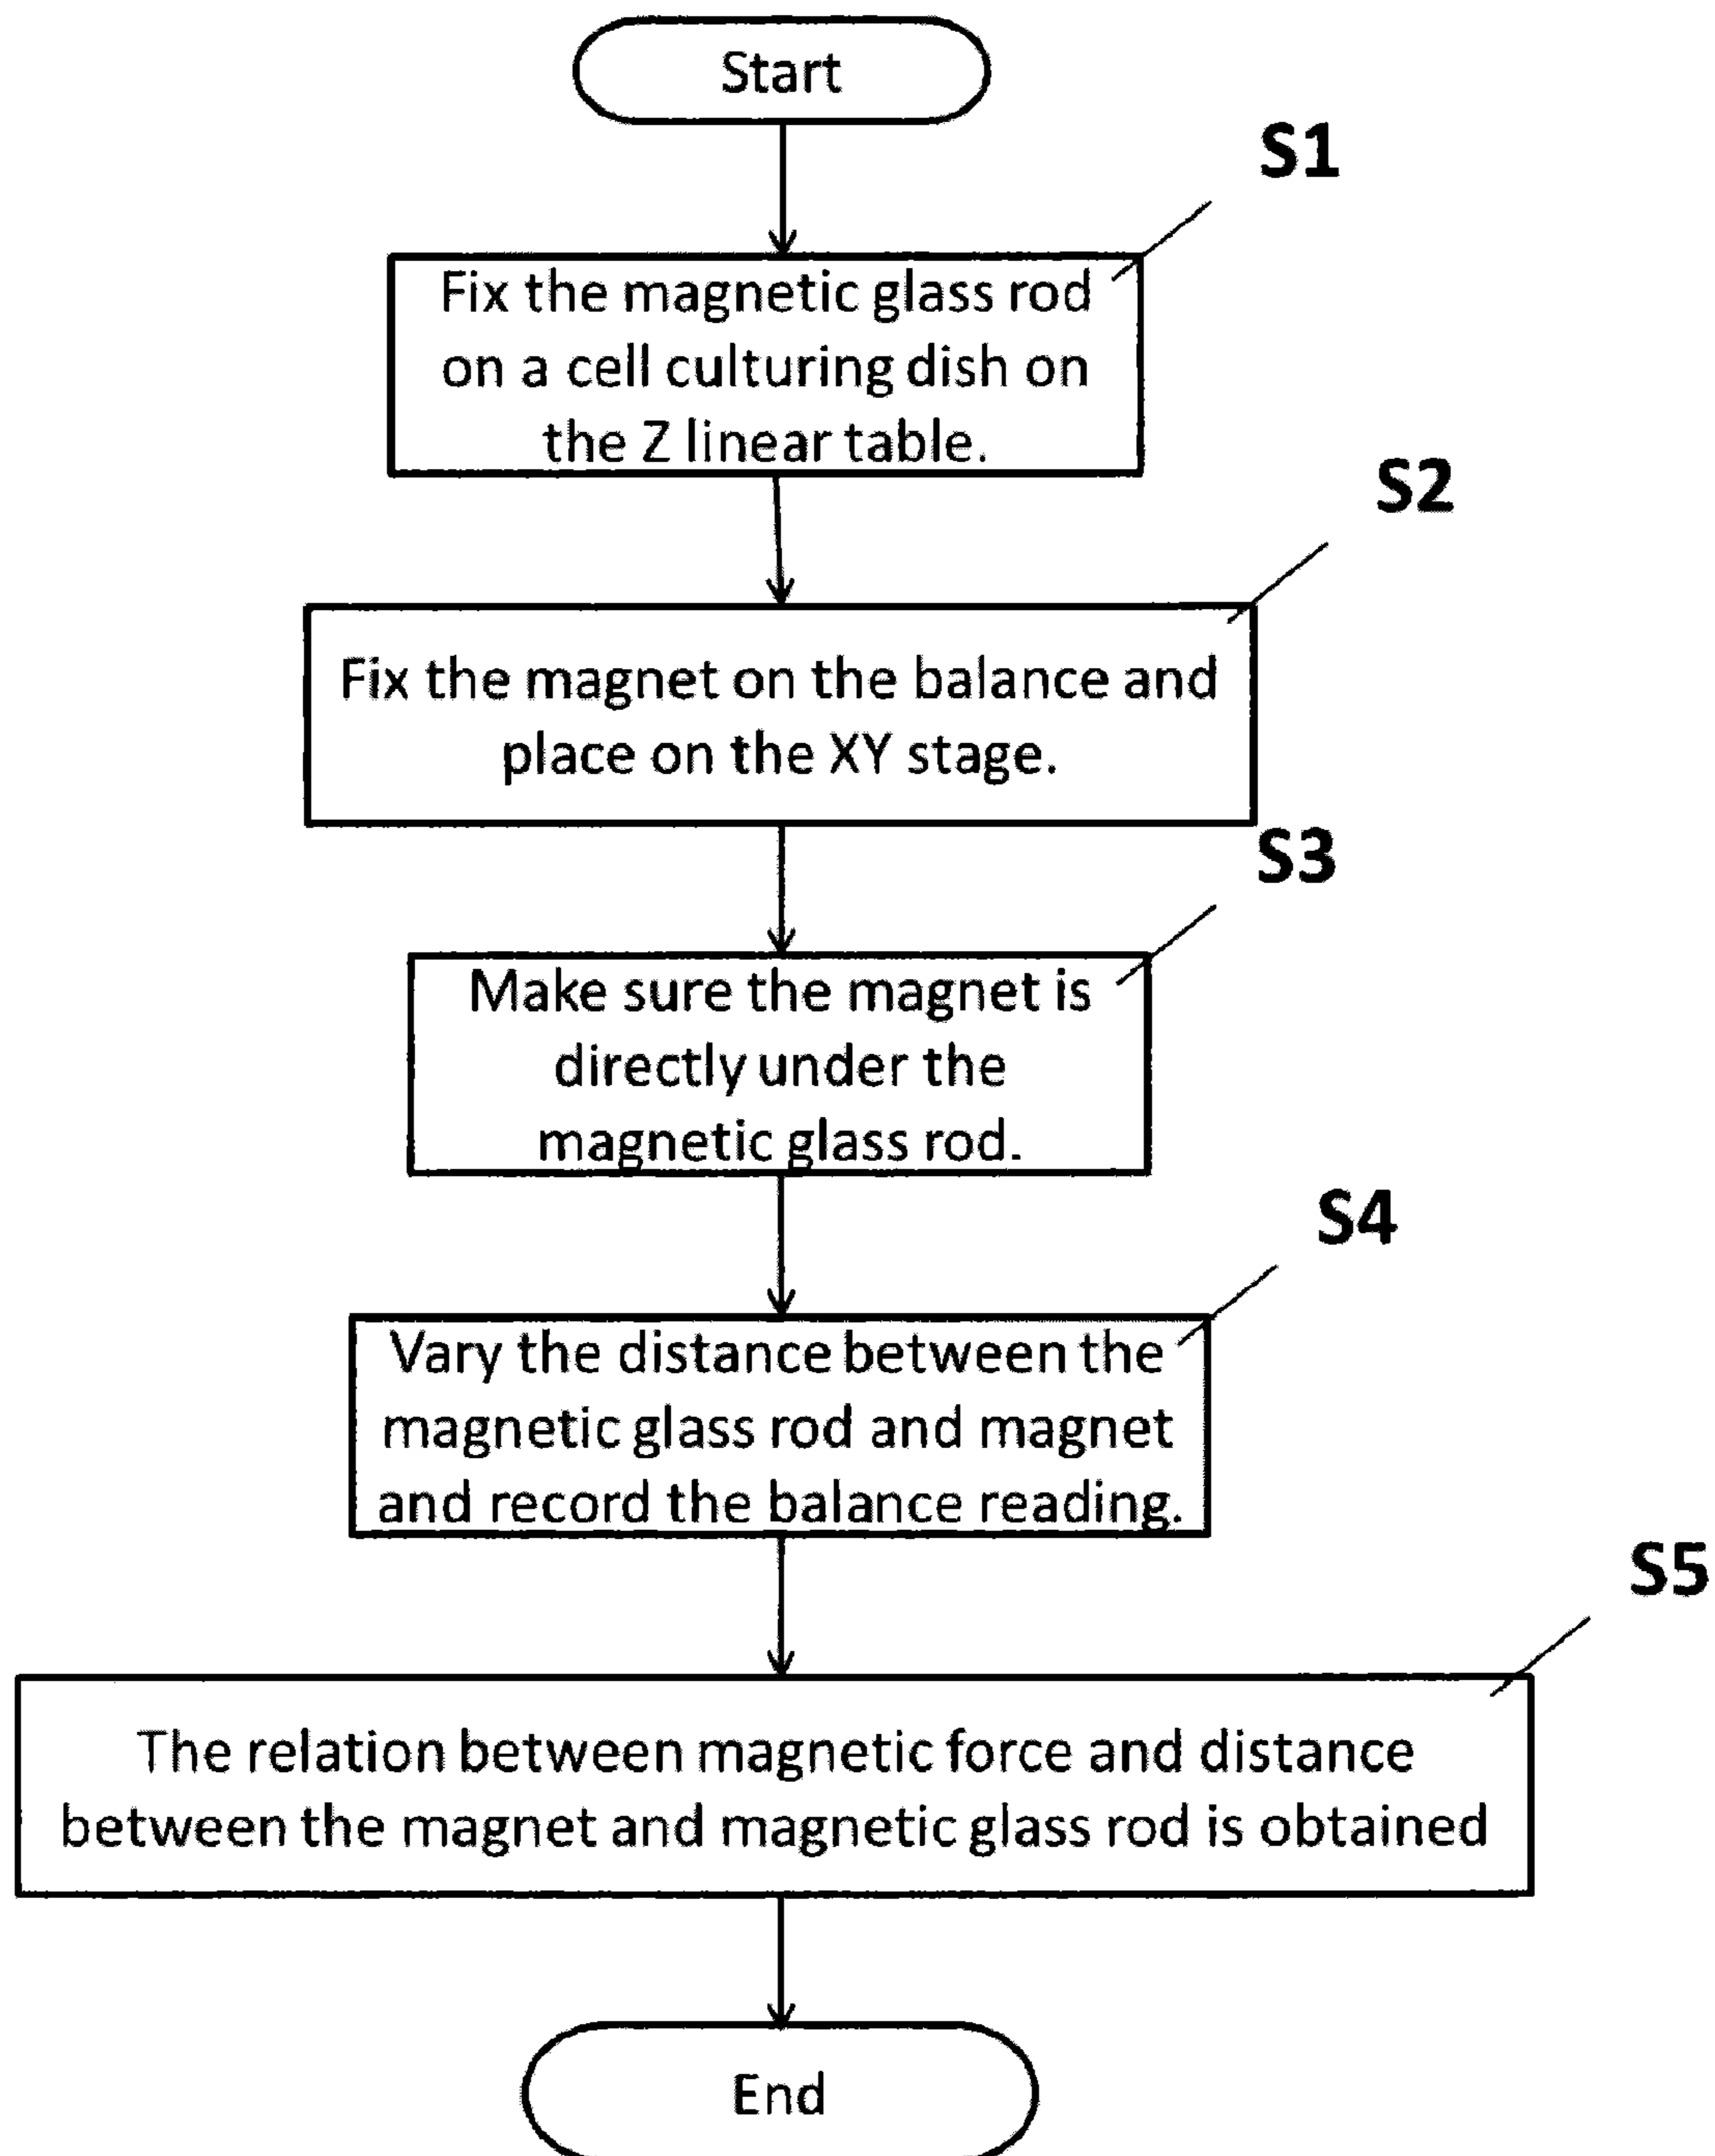 Start
S1
Fix the magnetic glass rod
on a cell culturing dish on
the Z linear table.
S2
Fix the magnet on the balance and
place on the XY stage.
S3
Make sure the magnet is
directly under the
magnetic glass rod.
S4
Vary the distance between the
magnetic glass rod and magnet
and record the balance reading.
S5
The relation between magnetic force and distance
between the magnet and magnetic glass rod is obtained
End